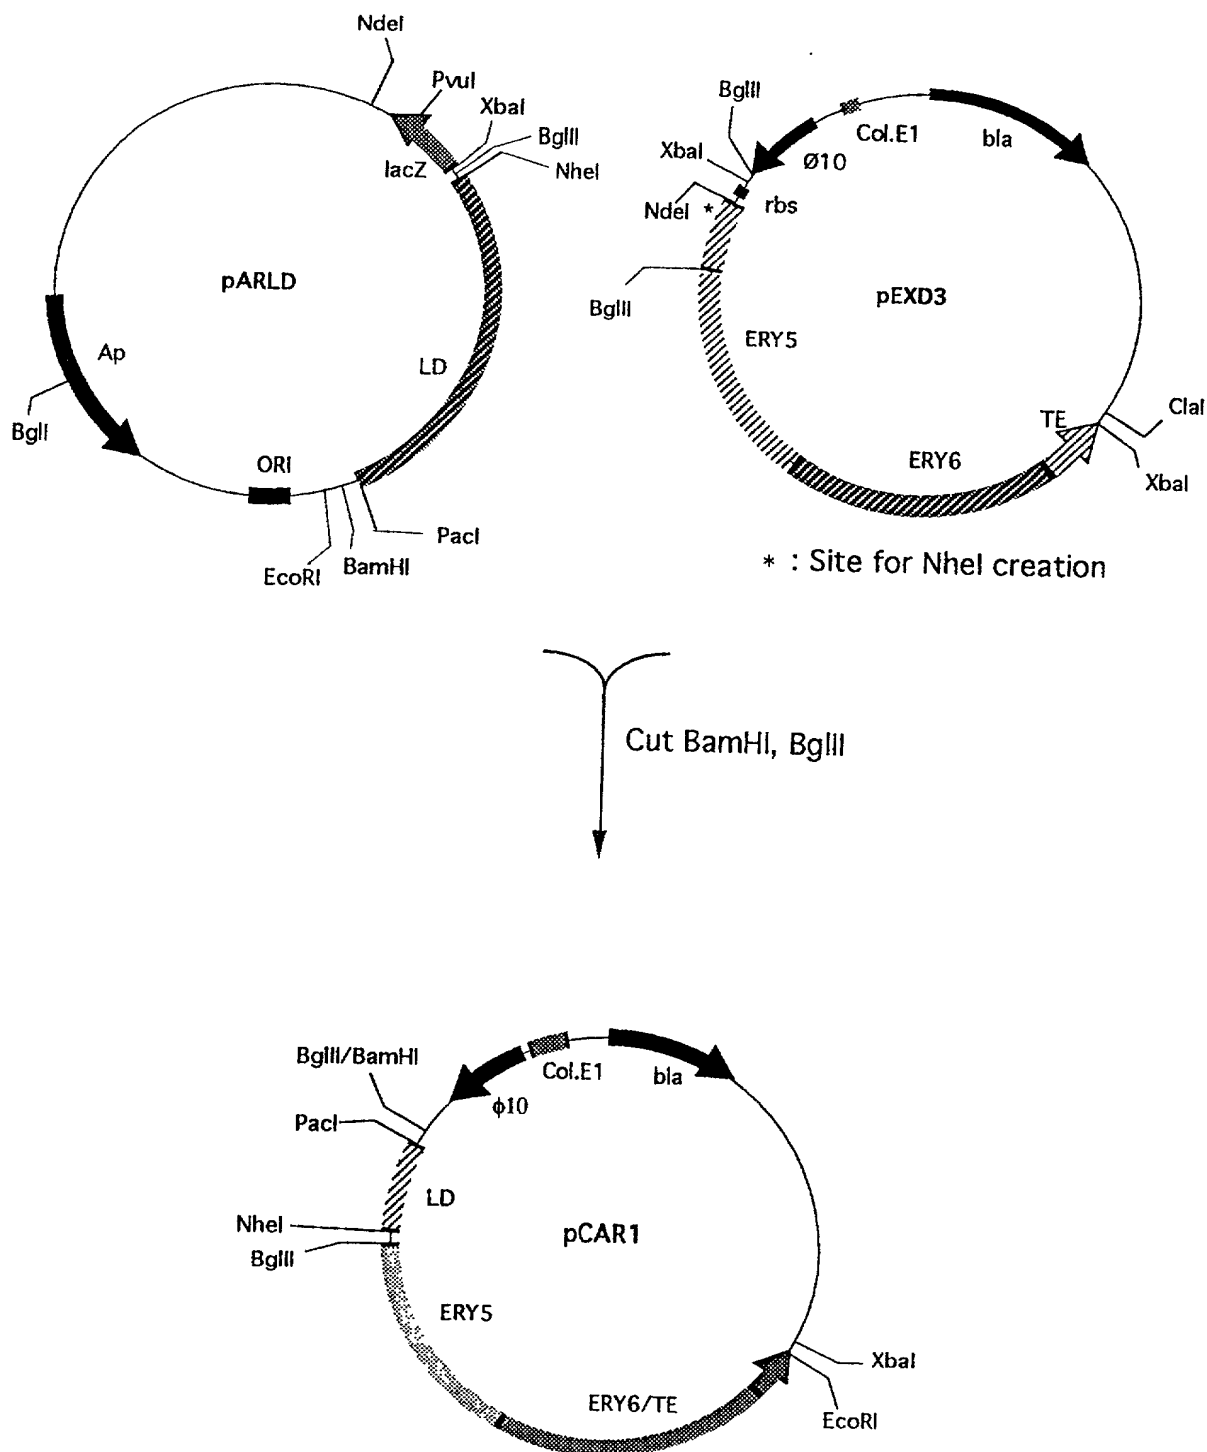 NdeI
PvuI
XbaI
BglII
NheI
lacZ
pARLD
Ap
LD
BglI
ORI
PacI
EcoRI
BamHI
BglII
Col.E1
bla
XbaI
Ø10
NdeI
*
rbs
BglII
pEXD3
ERY5
TE
ClaI
ERY6
XbaI
* : Site for NheI creation
Cut BamHI, BglII
BglII/BamHI
Col.E1
bla
ϕ10
PacI
LD
NheI
pCAR1
BglII
ERY5
XbaI
ERY6/TE
EcoRI